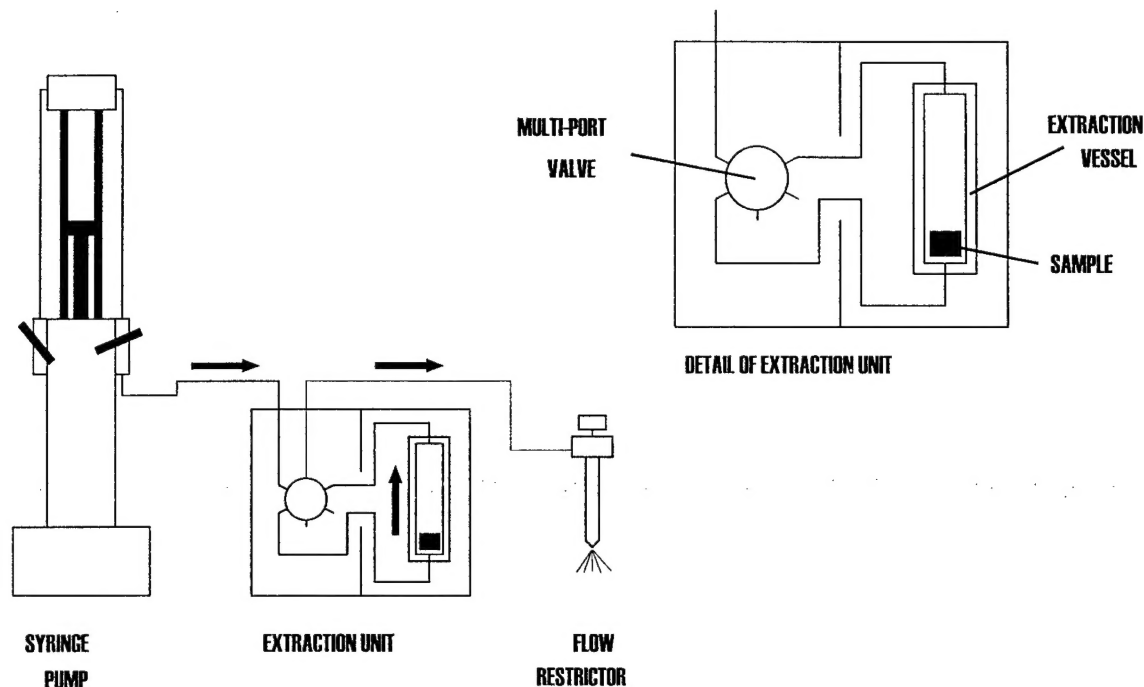 MULTI-PORT
VALVE
EXTRACTION
VESSEL
SAMPLE
DETAIL OF EXTRACTION UNIT
SYRINGE
PUMP
EXTRACTION UNIT
FLOW
RESTRICTOR